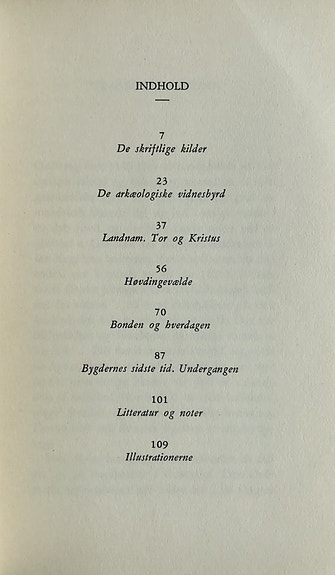 INDHOLD
7
De skriftlige kilder
23
De arkæologiske vidnesbyrd
37
Landnam. Tor og Kristus
56
Høvdingevælde
70
Bonden og hverdagen
87
Bygdernes sidste tid. Undergangen
101
Litteratur og noter
109
Illustrationerne